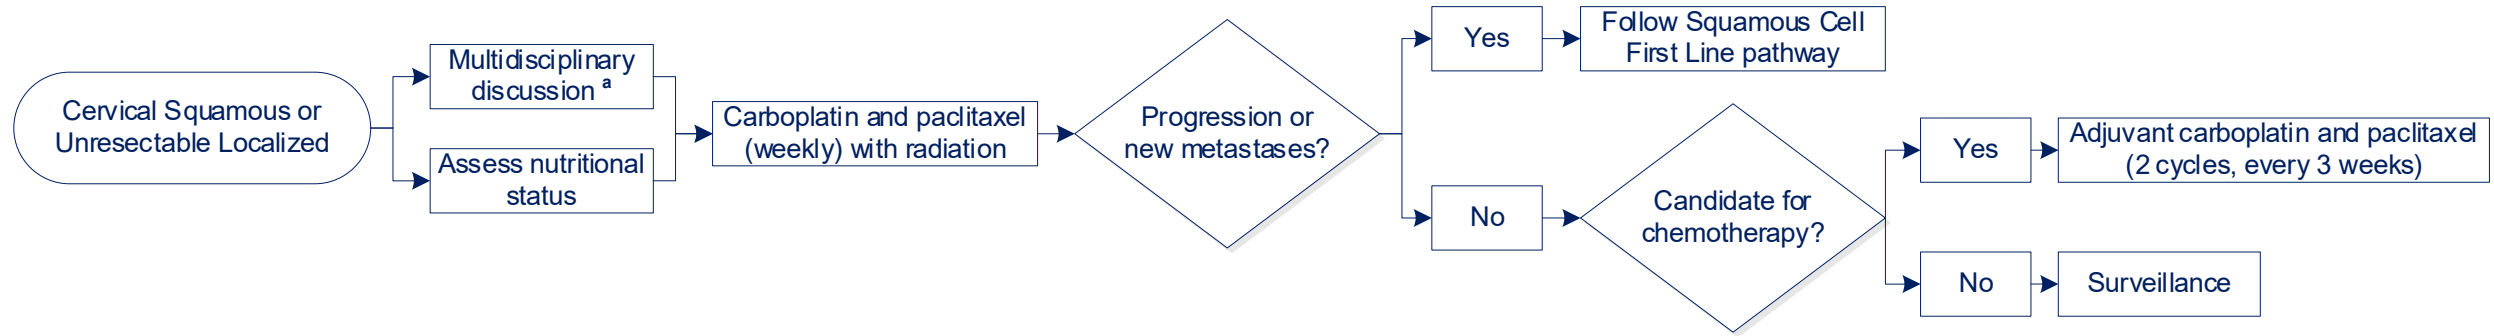 Cervical Squamous or
Unresectable Localized
Multidisciplinary
discussion ª
Assess nutritional
status
Carboplatin and paclitaxel
(weekly) with radiation
Progression or
new metastases?
Yes
Follow Squamous Cell
First Line pathway
No
Candidate for
chemotherapy?
Yes
Adjuvant carboplatin and paclitaxel
(2 cycles, every 3 weeks)
No
Surveillance